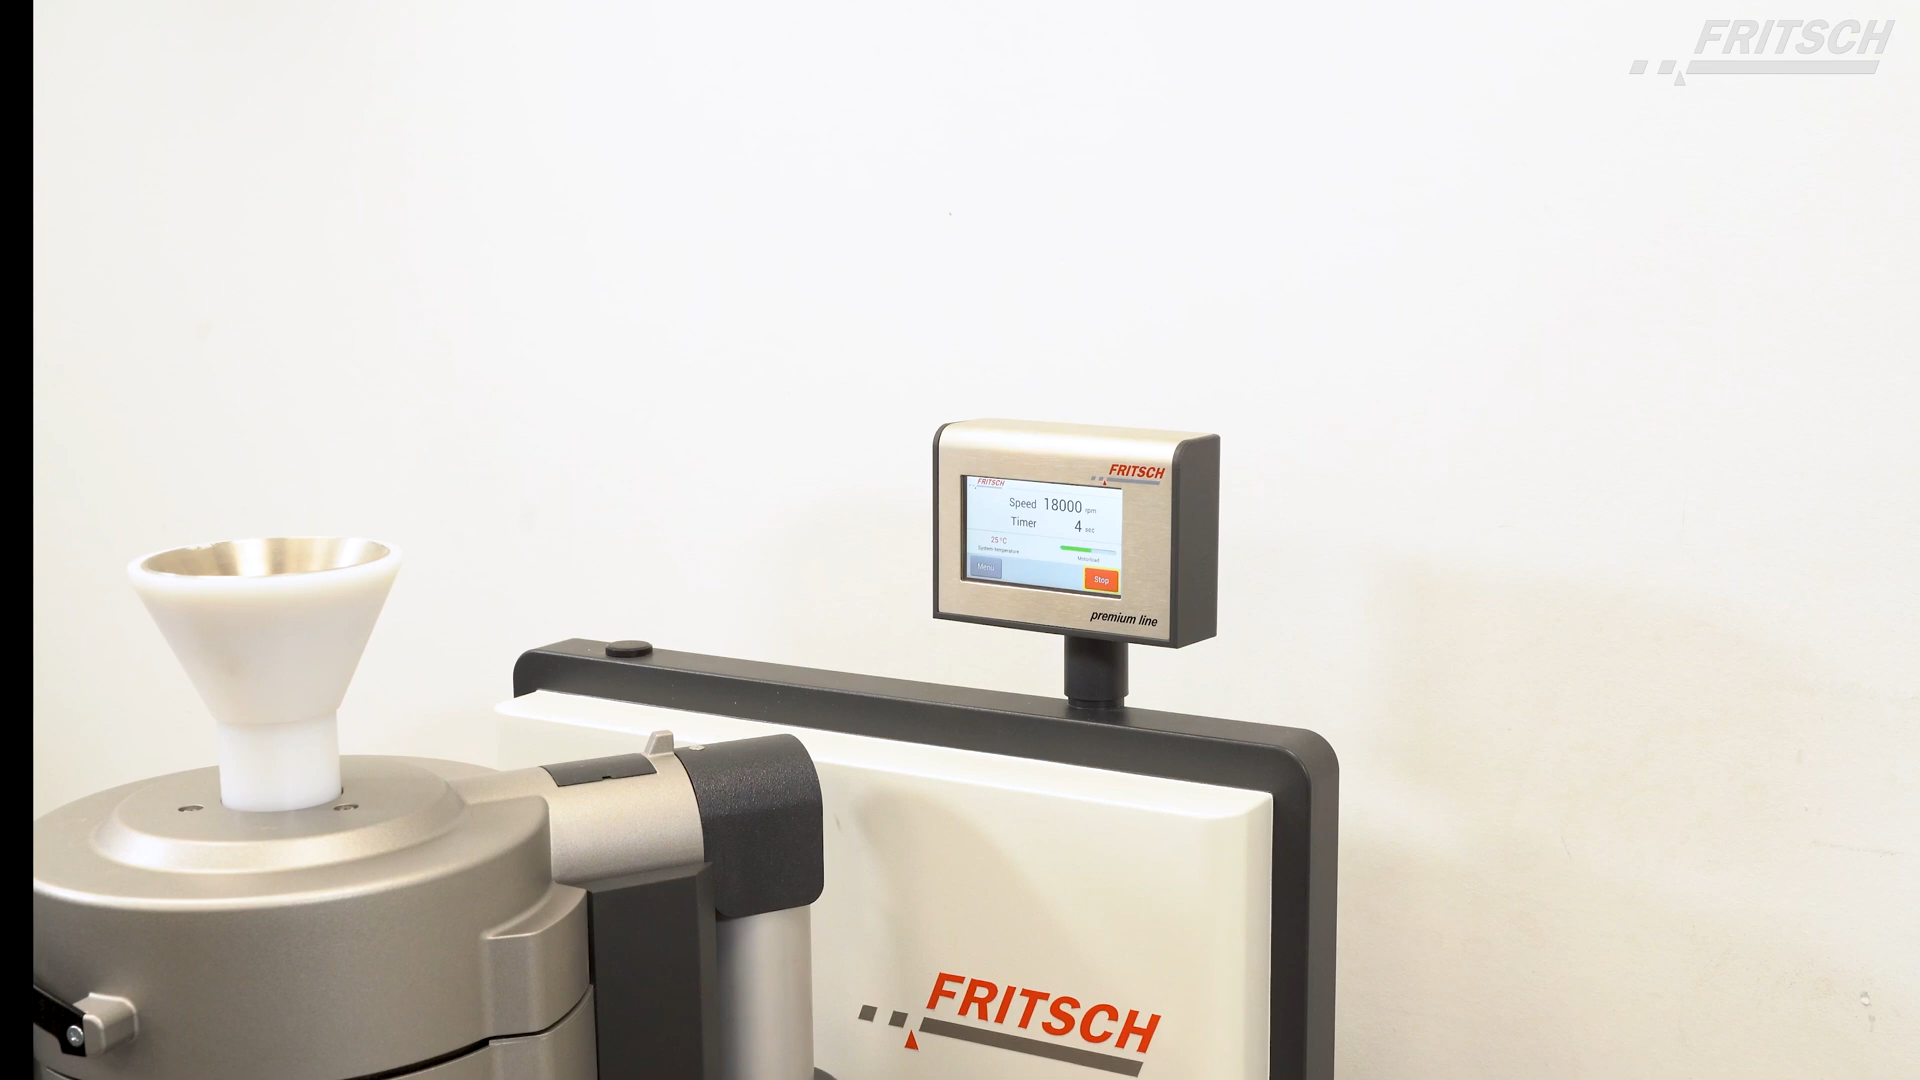 FRITSCH
FRITSCH
FRITSCH
Speed 18000 rpm
Timer 4 sec
25°C
System-temperature
Motorload
Menu
Stop
premium line
FRITSCH